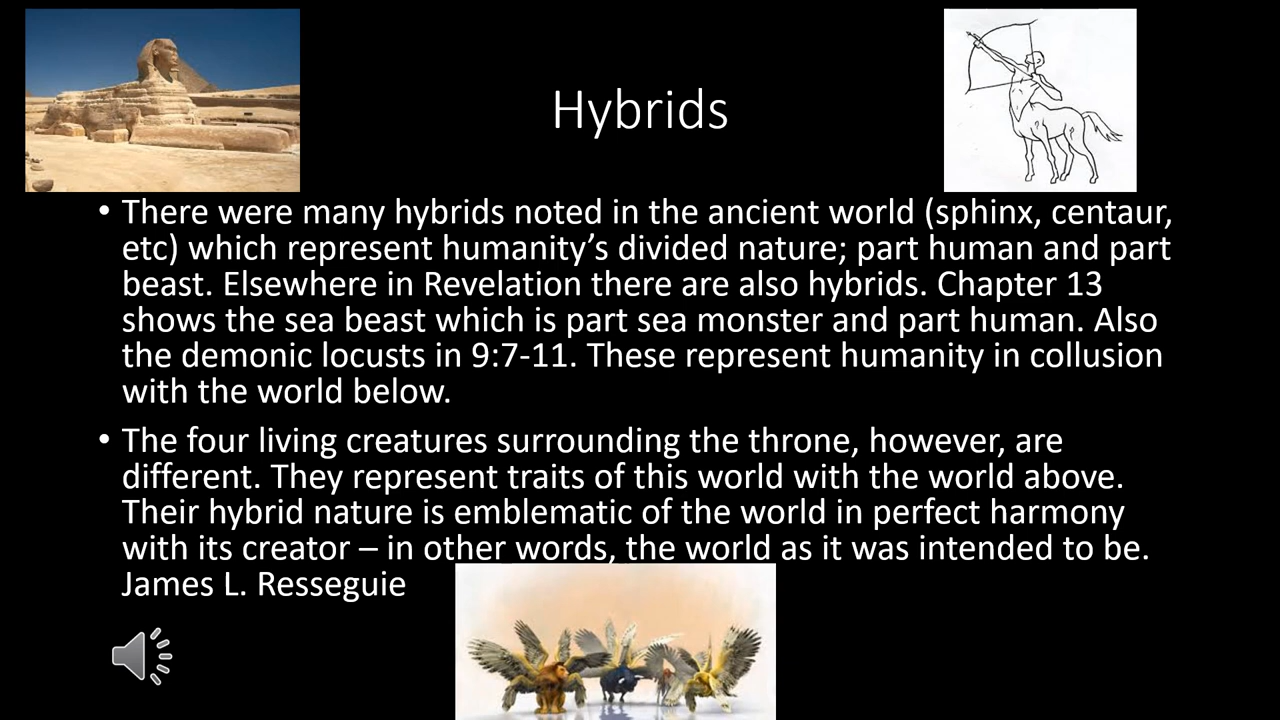 Hybrids
• There were many hybrids noted in the ancient world (sphinx, centaur,
etc) which represent humanity’s divided nature; part human and part
beast. Elsewhere in Revelation there are also hybrids. Chapter 13
shows the sea beast which is part sea monster and part human. Also
the demonic locusts in 9:7-11. These represent humanity in collusion
with the world below.
• The four living creatures surrounding the throne, however, are
different. They represent traits of this world with the world above.
Their hybrid nature is emblematic of the world in perfect harmony
with its creator – in other words, the world as it was intended to be.
James L. Resseguie